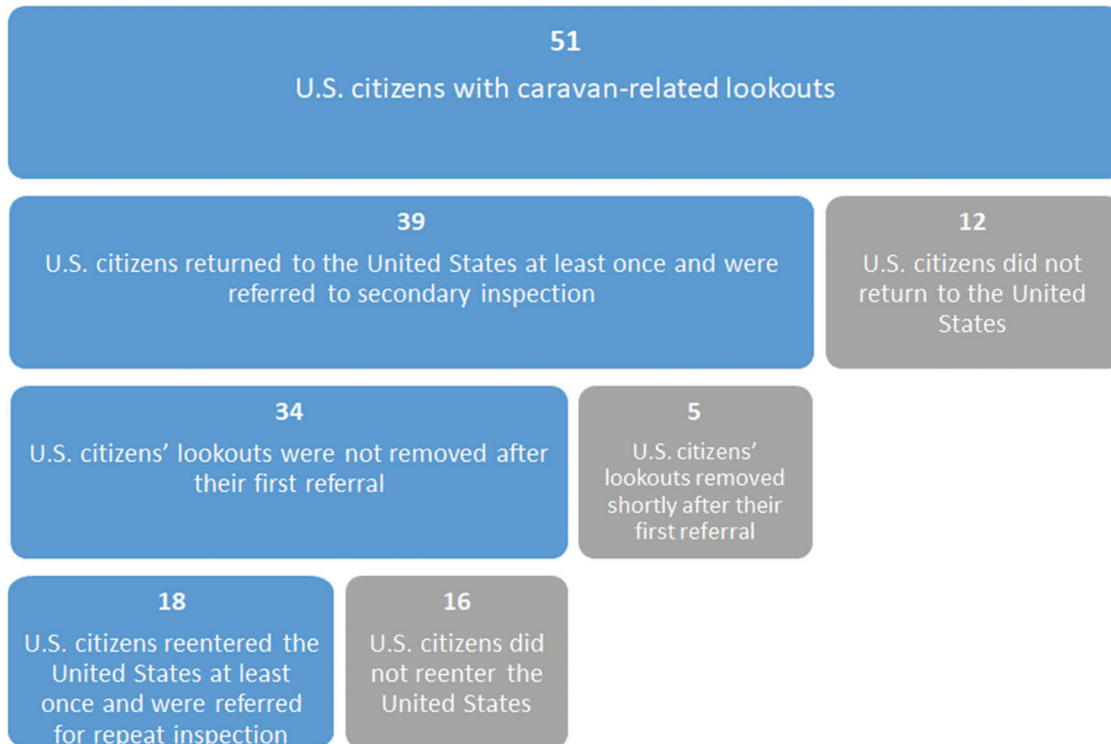 51
U.S. citizens with caravan-related lookouts
39
U.S. citizens returned to the United States at least once and were
referred to secondary inspection
12
U.S. citizens did not
return to the United
States
34
U.S. citizens’ lookouts were not removed after
their first referral
5
U.S. citizens’
lookouts removed
shortly after their
first referral
18
U.S. citizens reentered the
United States at least
once and were referred
for repeat inspection
16
U.S. citizens did
not reenter the
United States